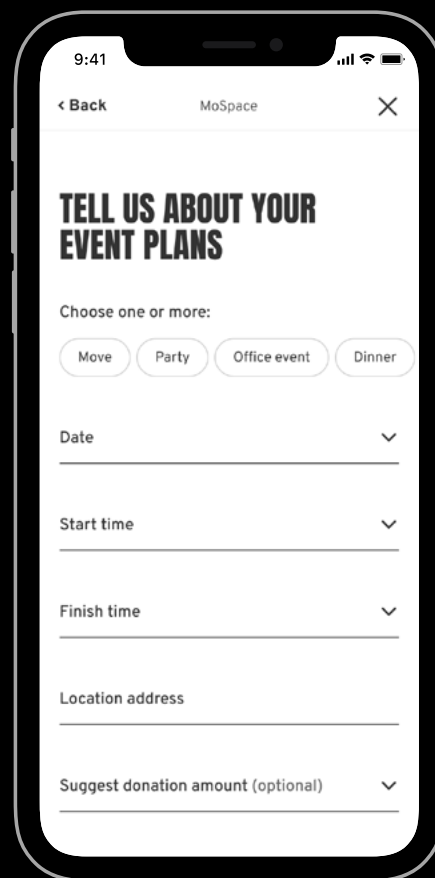 9:41
< Back MoSpace
TELL US ABOUT YOUR
EVENT PLANS
Choose one or more:
Move Party Office event Dinner
Date
Start time
Finish time
Location address
Suggest donation amount (optional)